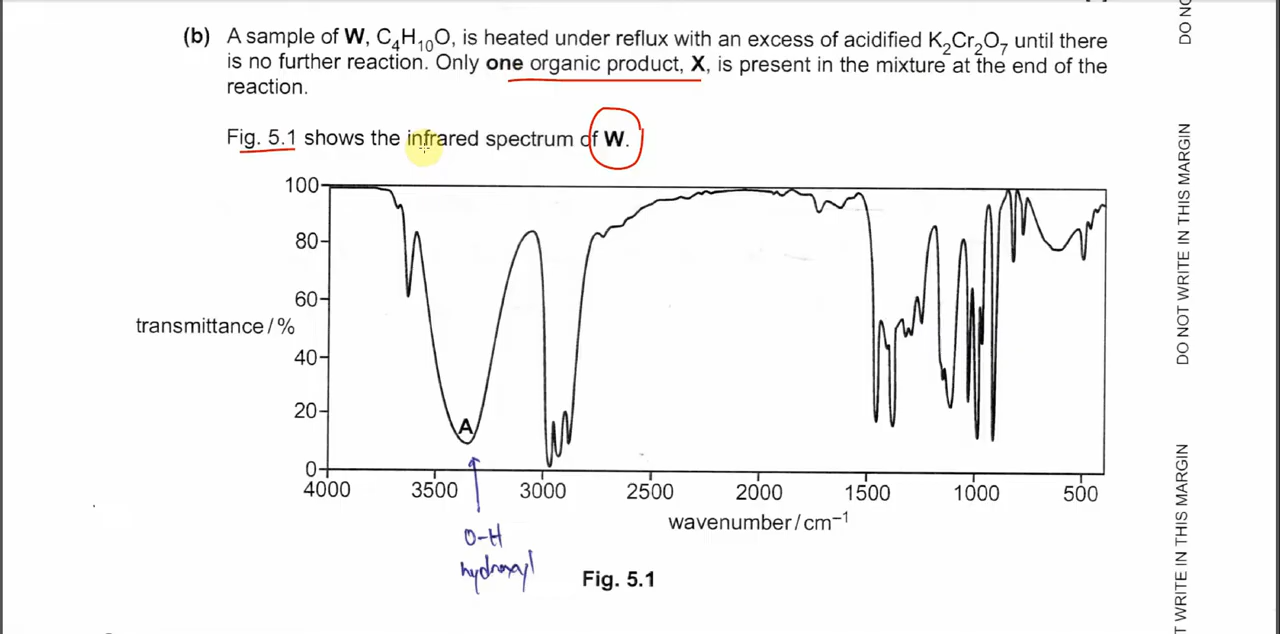 (b) A sample of W, C₄H₁₀O, is heated under reflux with an excess of acidified K₂Cr₂O₇ until there
is no further reaction. Only one organic product, X, is present in the mixture at the end of the
reaction.
Fig. 5.1 shows the infrared spectrum of W.
100
80
60
transmittance / %
40
20
0
A
4000 3500 3000 2500 2000 1500 1000 500
wavenumber / cm⁻¹
O-H
hydroxyl
Fig. 5.1
DO NO
DO NOT WRITE IN THIS MARGIN
T WRITE IN THIS MARGIN